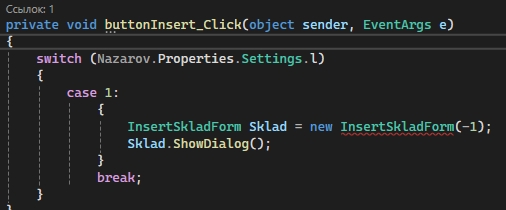 Ссылок: 1
private void buttonInsert_Click(object sender, EventArgs e)
{
switch (Nazarov.Properties.Settings.l)
{
case 1:
{
InsertSkladForm Sklad = new InsertSkladForm(-1);
Sklad.ShowDialog();
}
break;
}
}